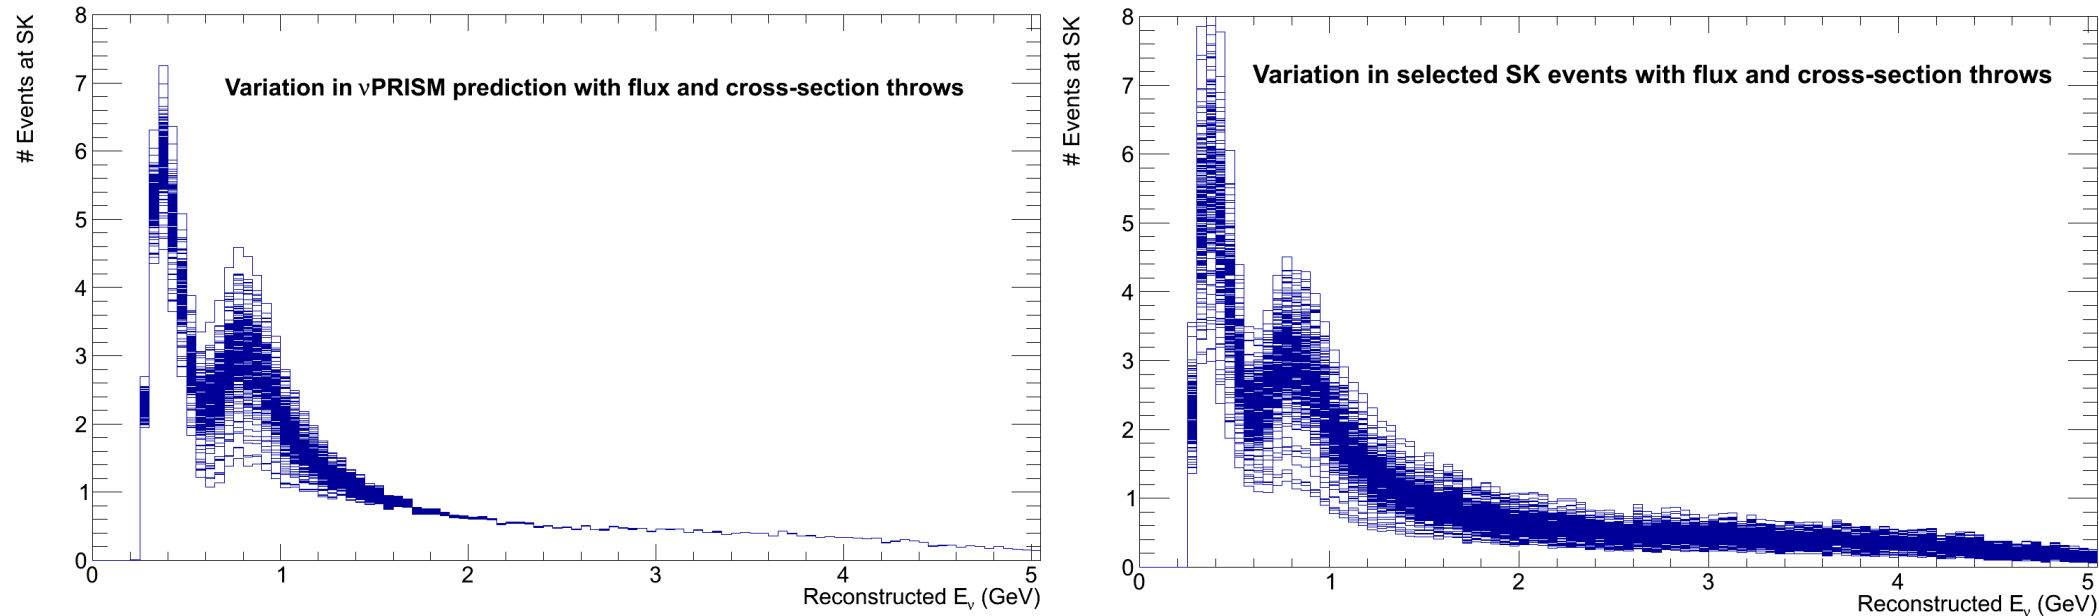 # Events at SK
8
7
6
5
4
3
2
1
0
Variation in νPRISM prediction with flux and cross-section throws
0 1 2 3 4 5
Reconstructed Eν (GeV)
# Events at SK
8
7
6
5
4
3
2
1
0
Variation in selected SK events with flux and cross-section throws
0 1 2 3 4 5
Reconstructed Eν (GeV)